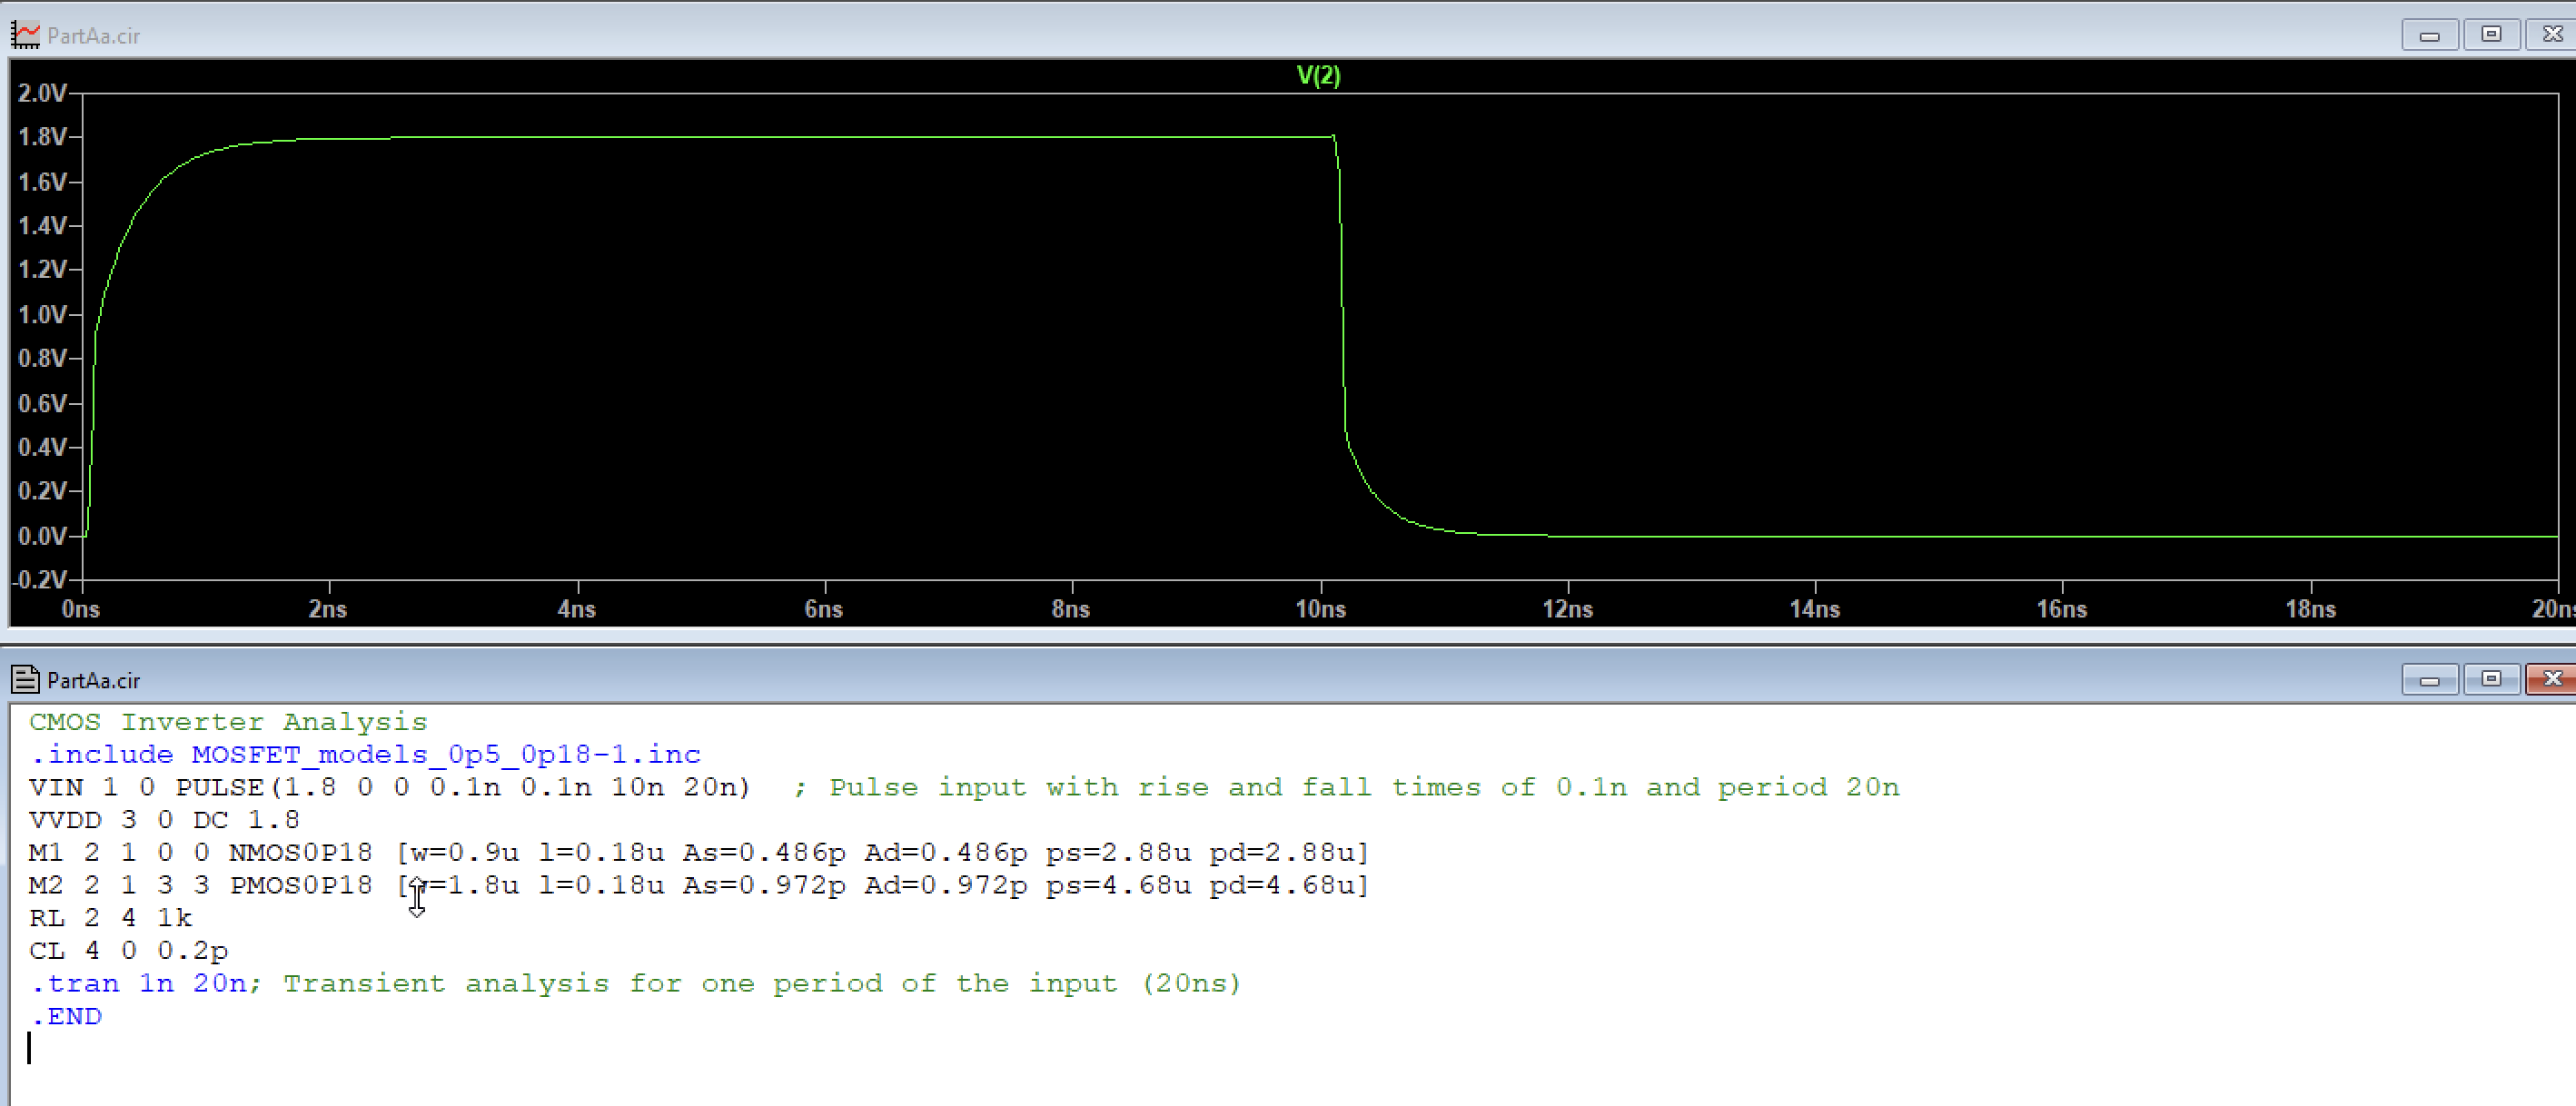 PartAa.cir
V(2)
2.0V
1.8V
1.6V
1.4V
1.2V
1.0V
0.8V
0.6V
0.4V
0.2V
0.0V
-0.2V
0ns 2ns 4ns 6ns 8ns 10ns 12ns 14ns 16ns 18ns 20ns
PartAa.cir
CMOS Inverter Analysis
.include MOSFET_models_0p5_0p18-1.inc
VIN 1 0 PULSE(1.8 0 0 0.1n 0.1n 10n 20n) ; Pulse input with rise and fall times of 0.1n and period 20n
VVDD 3 0 DC 1.8
M1 2 1 0 0 NMOS0P18 [w=0.9u l=0.18u As=0.486p Ad=0.486p ps=2.88u pd=2.88u]
M2 2 1 3 3 PMOS0P18 [w=1.8u l=0.18u As=0.972p Ad=0.972p ps=4.68u pd=4.68u]
RL 2 4 1k
CL 4 0 0.2p
.tran 1n 20n; Transient analysis for one period of the input (20ns)
.END